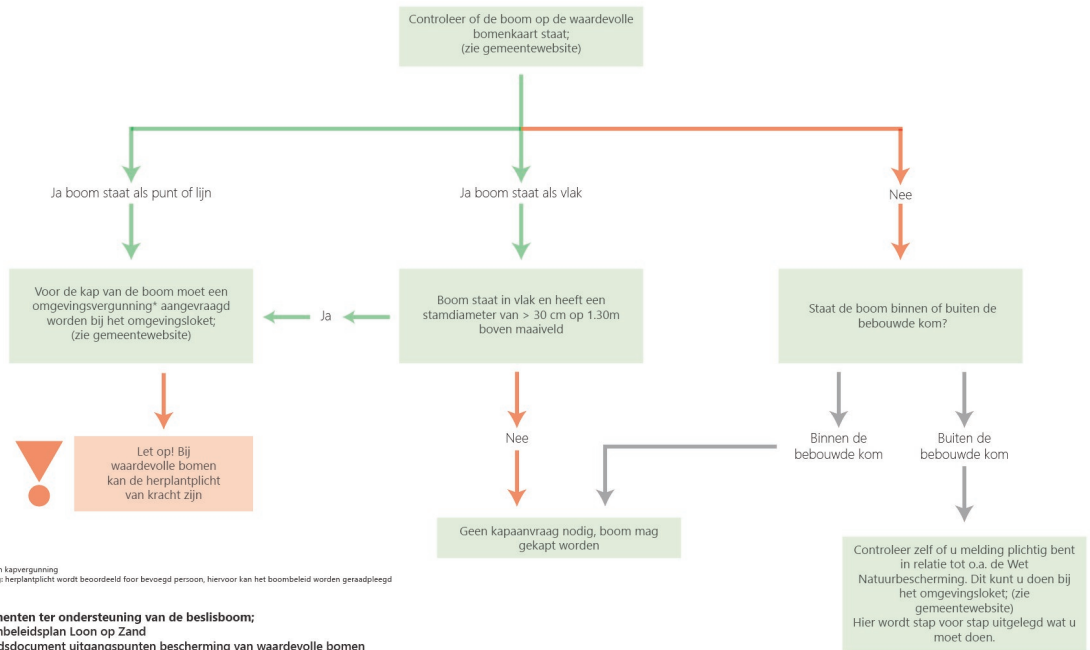 Controleer of de boom op de waardevolle
bomenkaart staat;
(zie gemeentewebsite)
Ja boom staat als punt of lijn
Ja boom staat als vlak
Nee
Voor de kap van de boom moet een
omgevingsvergunning* aangevraagd
worden bij het omgevingsloket;
(zie gemeentewebsite)
Ja
Boom staat in vlak en heeft een
stamdiameter van > 30 cm op 1.30m
boven maaiveld
Staat de boom binnen of buiten de
bebouwde kom?
Let op! Bij
waardevolle bomen
kan de herplantplicht
van kracht zijn
Nee
Binnen de
bebouwde kom
Buiten de
bebouwde kom
Geen kapaanvraag nodig, boom mag
gekapt worden
Controleer zelf of u melding plichtig bent
in relatie tot o.a. de Wet
Natuurbescherming. Dit kunt u doen bij
het omgevingsloket; (zie
gemeentewebsite)
Hier wordt stap voor stap uitgelegd wat u
moet doen.
n kapvergunning
g: herplantplicht wordt beoordeeld foor bevoegd persoon, hiervoor kan het boombeleid worden geraadpleegd
menten ter ondersteuning van de beslisboom;
mbeleidsplan Loon op Zand
dsdocument uitgangspunten bescherming van waardevolle bomen